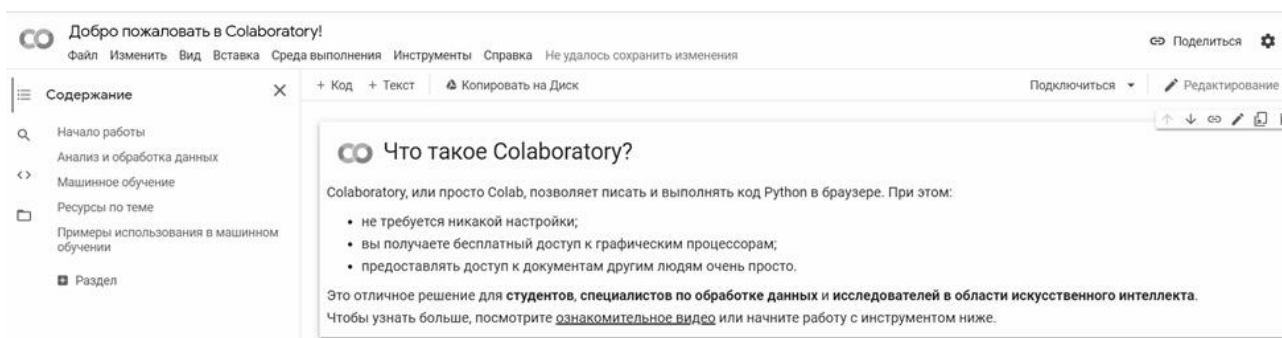 CO Добро пожаловать в Colaboratory!
Файл Изменить Вид Вставка Среда выполнения Инструменты Справка Не удалось сохранить изменения
Поделиться
Содержание
+ Код + Текст Копировать на Диск
Подключиться Редактирование
Начало работы
Анализ и обработка данных
Машинное обучение
Ресурсы по теме
Примеры использования в машинном
обучении
Раздел
CO Что такое Colaboratory?
Colaboratory, или просто Colab, позволяет писать и выполнять код Python в браузере. При этом:
• не требуется никакой настройки;
• вы получаете бесплатный доступ к графическим процессорам;
• предоставлять доступ к документам другим людям очень просто.
Это отличное решение для студентов, специалистов по обработке данных и исследователей в области искусственного интеллекта.
Чтобы узнать больше, посмотрите ознакомительное видео или начните работу с инструментом ниже.